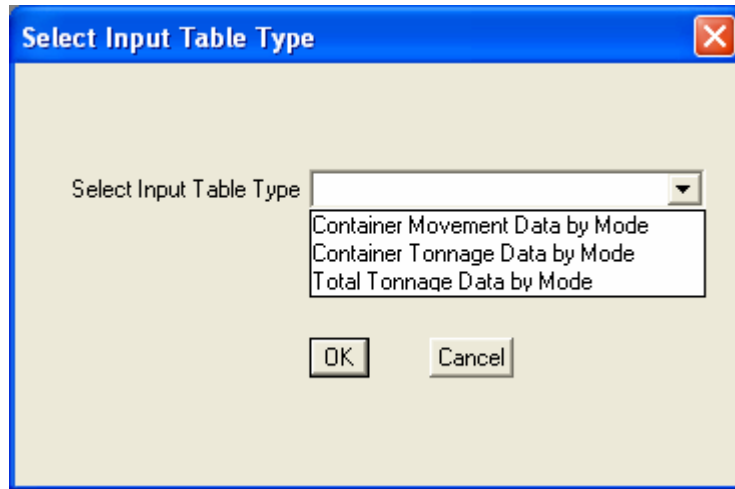 Select Input Table Type
Select Input Table Type
Container Movement Data by Mode
Container Tonnage Data by Mode
Total Tonnage Data by Mode
OK Cancel